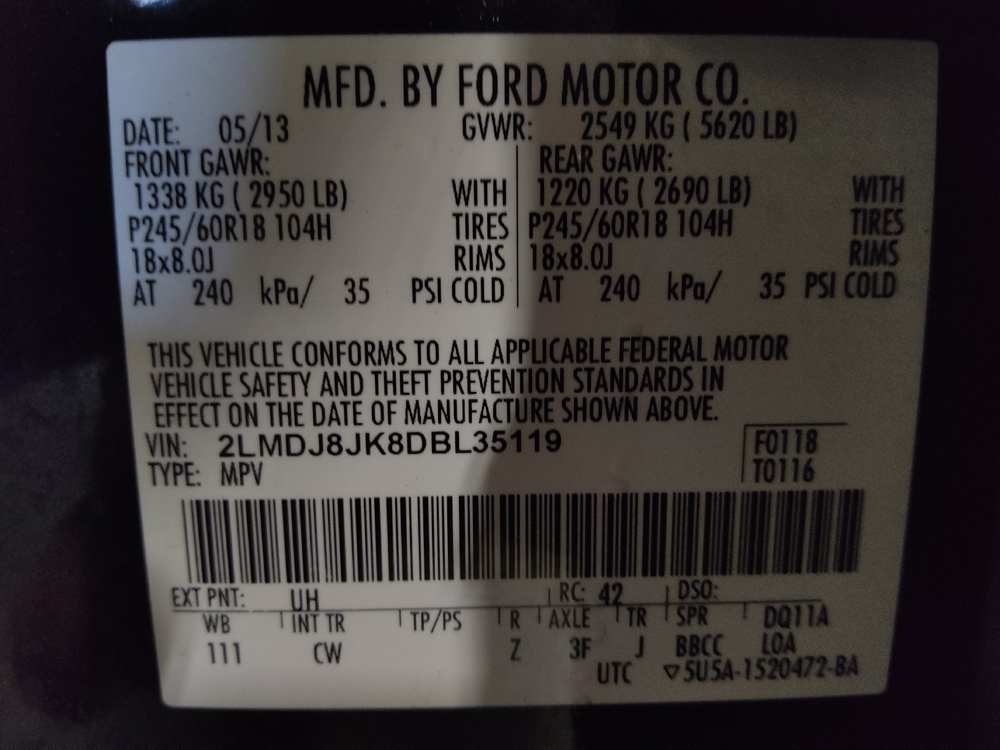 MFD. BY FORD MOTOR CO.
DATE: 05/13 GVWR: 2549 KG ( 5620 LB)
FRONT GAWR: REAR GAWR:
1338 KG ( 2950 LB) WITH 1220 KG ( 2690 LB) WITH
P245/60R18 104H TIRES P245/60R18 104H TIRES
18x8.0J RIMS 18x8.0J RIMS
AT 240 kPa/ 35 PSI COLD AT 240 kPa/ 35 PSI COLD
THIS VEHICLE CONFORMS TO ALL APPLICABLE FEDERAL MOTOR
VEHICLE SAFETY AND THEFT PREVENTION STANDARDS IN
EFFECT ON THE DATE OF MANUFACTURE SHOWN ABOVE.
VIN: 2LMDJ8JK8DBL35119 F0118
TYPE: MPV T0116
EXT PNT: UH RC: 42 DSO:
WB INT TR TP/PS R AXLE TR SPR DQ11A
111 CW Z 3F J BBCC LOA
UTC ▽5U5A-1520472-BA